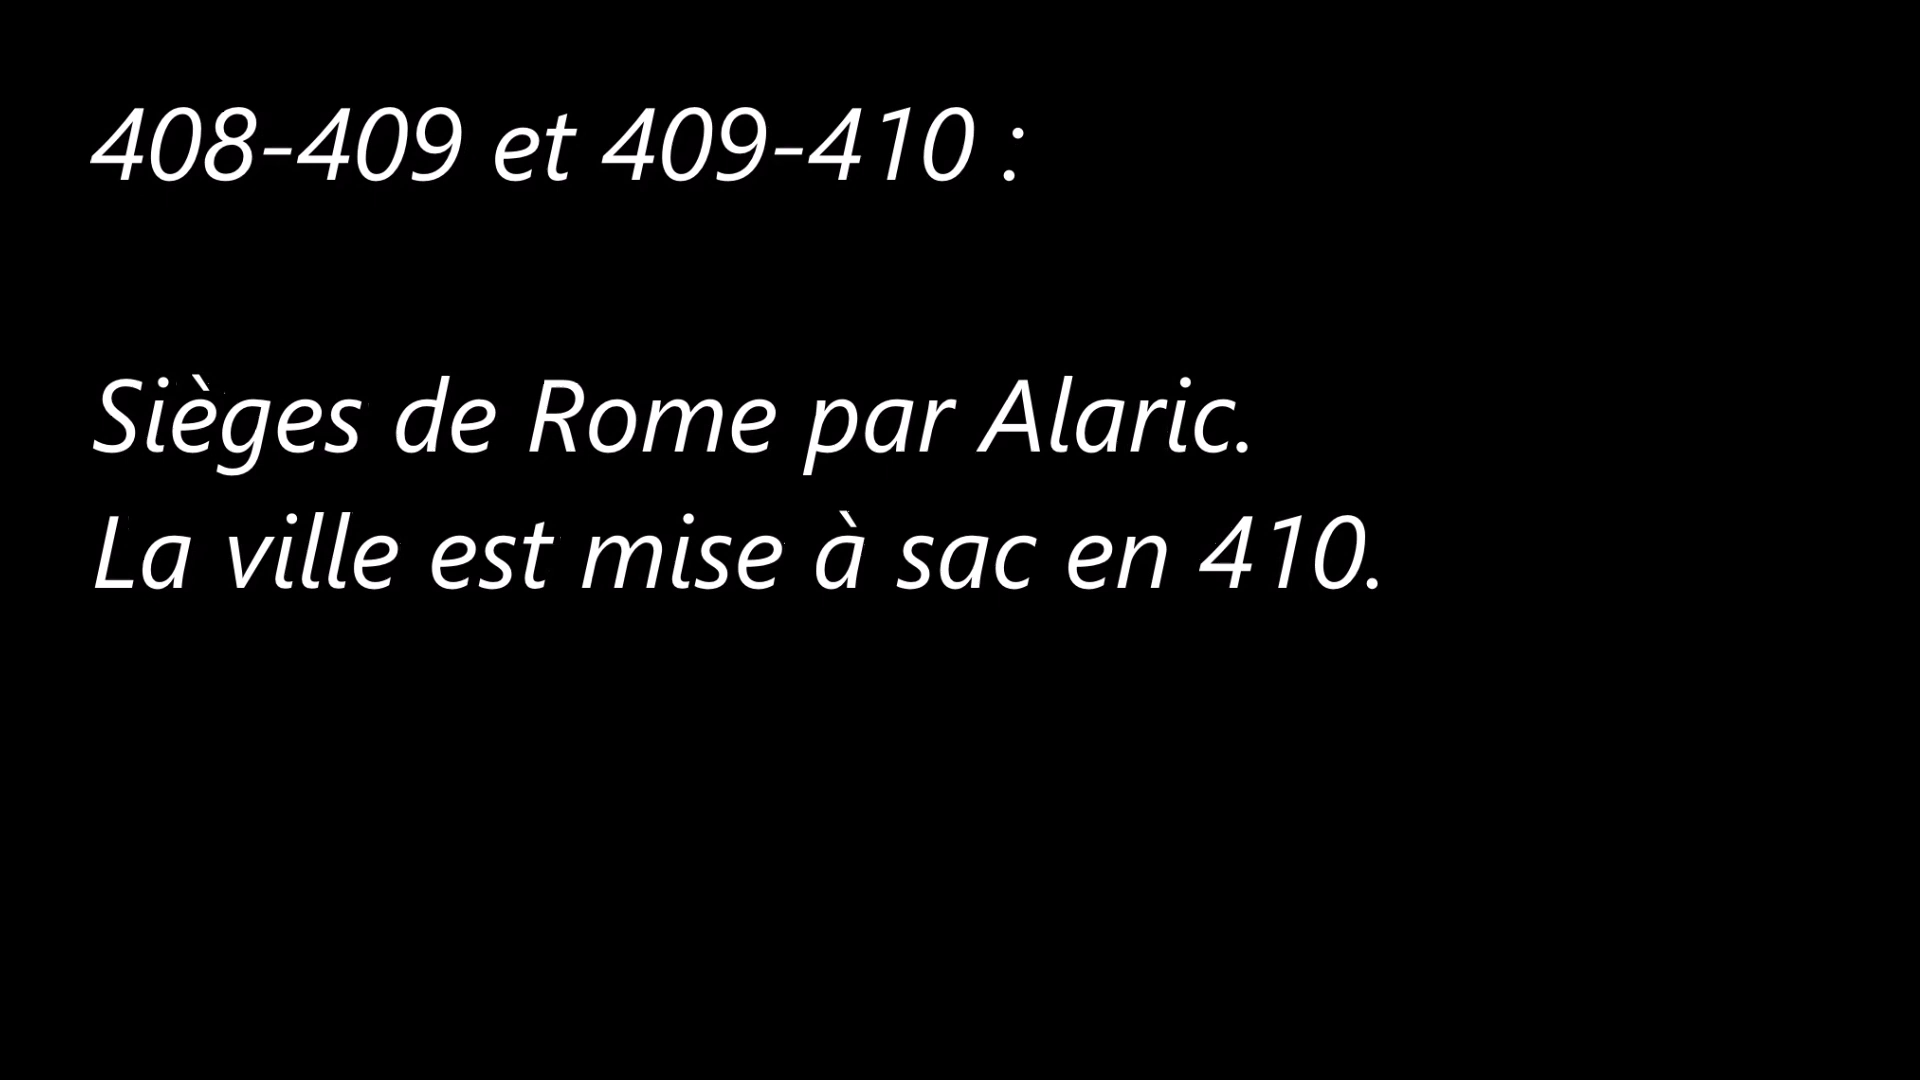 408-409 et 409-410 :
Sièges de Rome par Alaric.
La ville est mise à sac en 410.